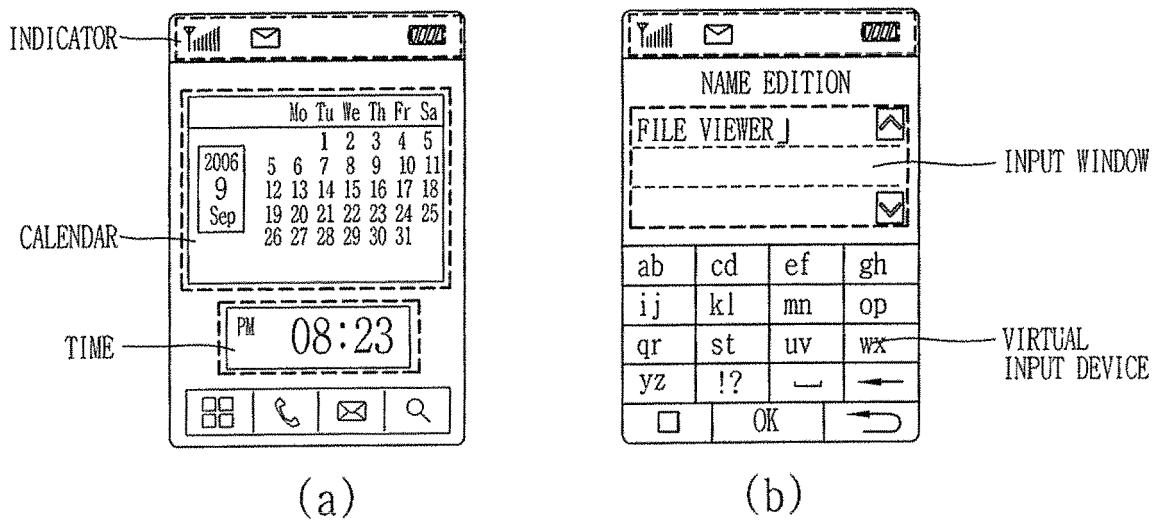 INDICATOR
Mo Tu We Th Fr Sa
1 2 3 4 5
5 6 7 8 9 10 11
12 13 14 15 16 17 18
19 20 21 22 23 24 25
26 27 28 29 30 31
2006
9
Sep
CALENDAR
PM 08:23
TIME
(a)
NAME EDITION
FILE VIEWER
INPUT WINDOW
ab cd ef gh
ij kl mn op
qr st uv wx
yz !?
OK
VIRTUAL
INPUT DEVICE
(b)